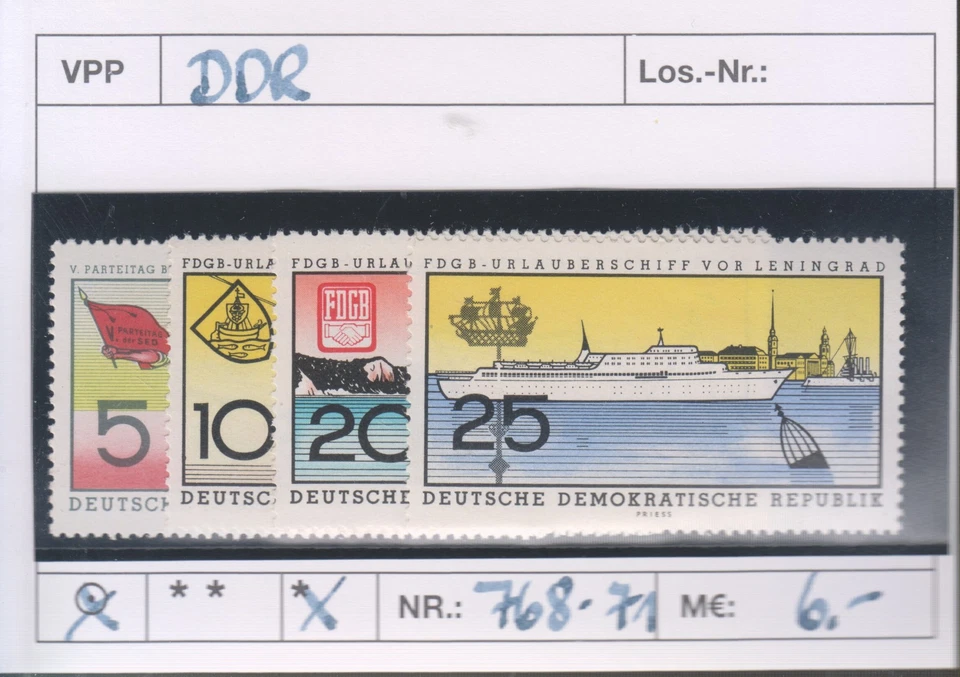 VPP DDR Los.-Nr.:
V. PARTEITAG FDGB-URLA FDGB-URLAU FDGB-URLAUBERSCHIFF VOR LENINGRAD
FDGB
V. PARTEITAG
der SED
5 10 20 25
DEUTSCH DEUTSC DEUTSCHE DEUTSCHE DEMOKRATISCHE REPUBLIK
PRIESS
* * * NR.: 768-71 M€: 6.-